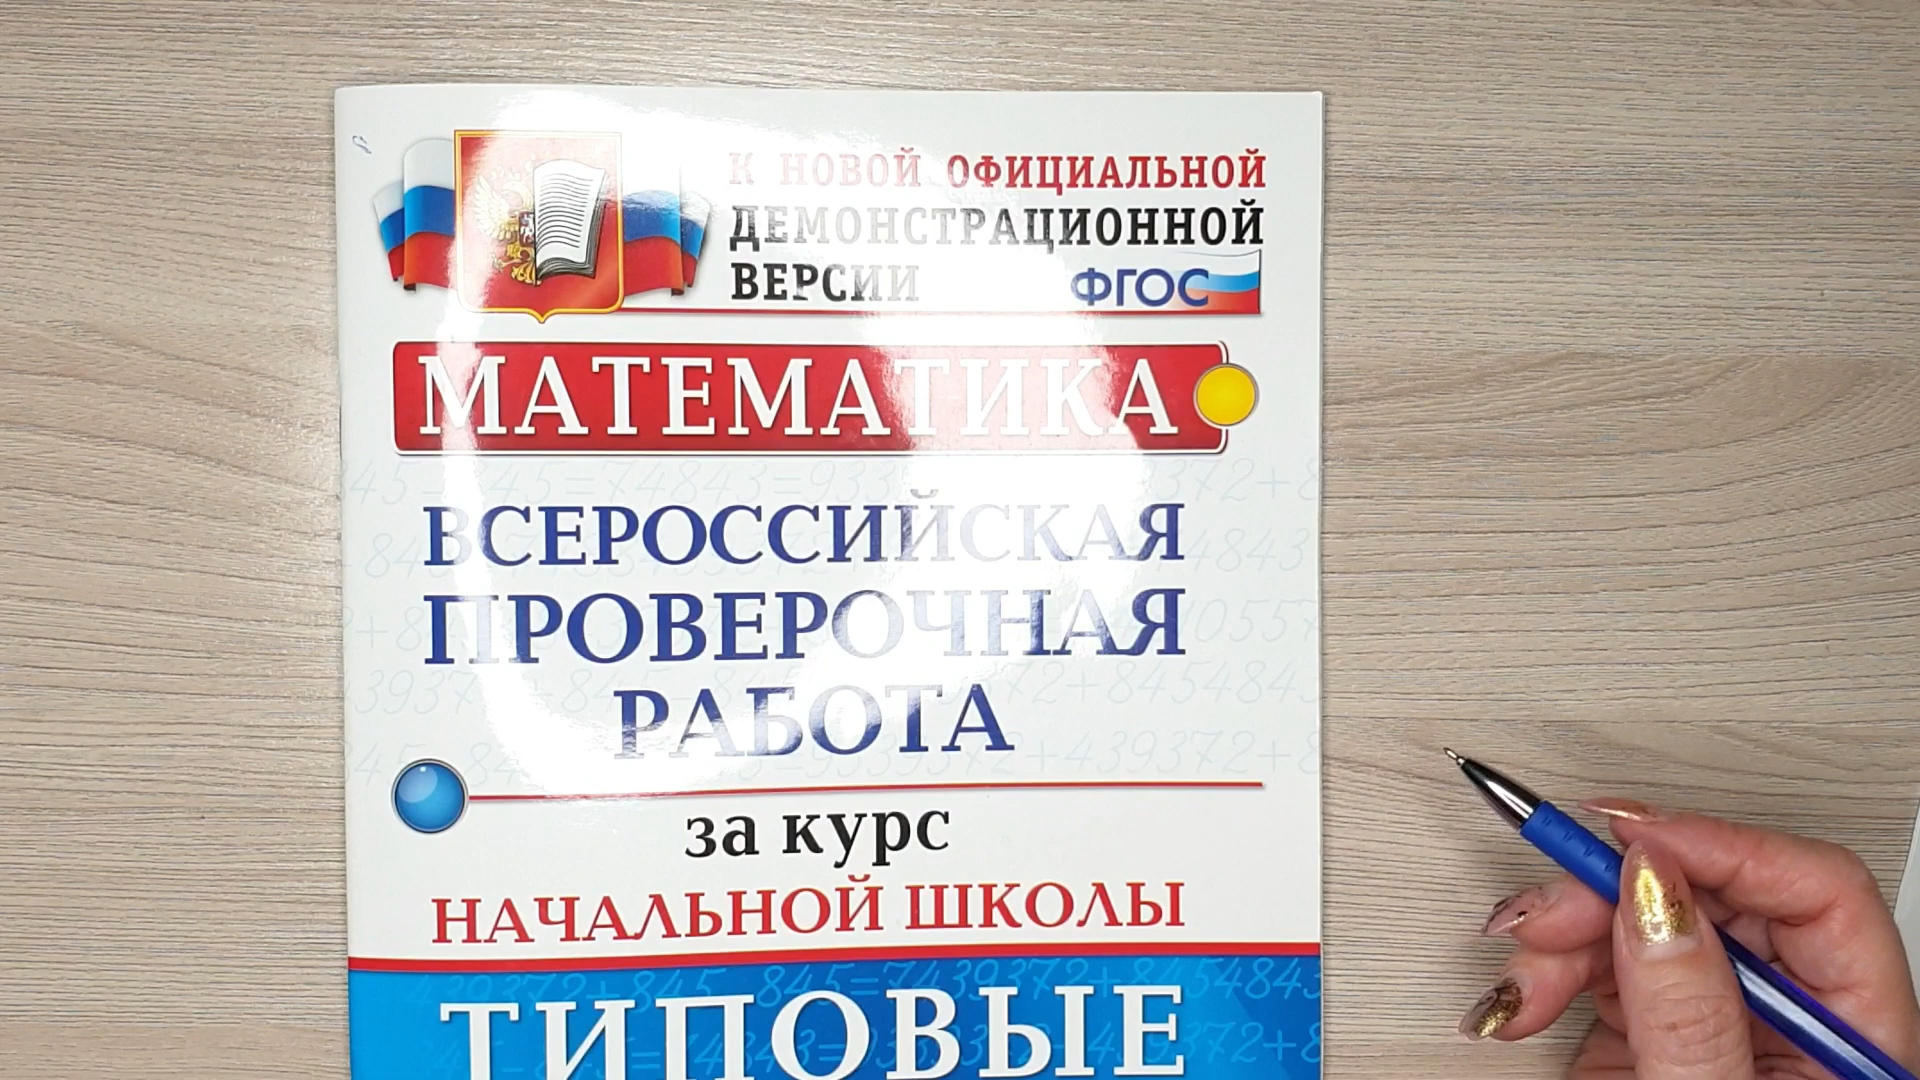 К НОВОЙ ОФИЦИАЛЬНОЙ
ДЕМОНСТРАЦИОННОЙ
ВЕРСИИ
ФГОС
МАТЕМАТИКА
ВСЕРОССИЙСКАЯ
ПРОВЕРОЧНАЯ
РАБОТА
за курс
НАЧАЛЬНОЙ ШКОЛЫ
ТИПОВЫЕ